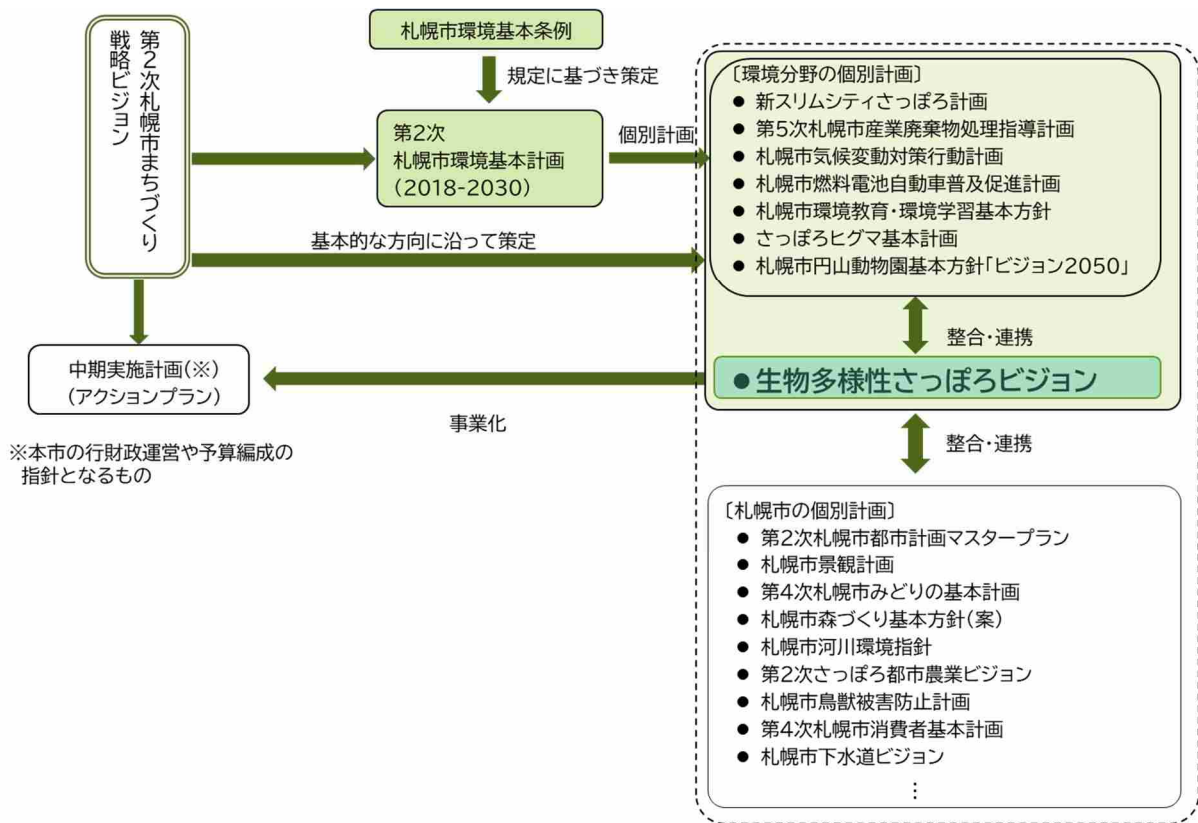 第2次札幌市まちづくり
戦略ビジョン
札幌市環境基本条例
規定に基づき策定
第2次
札幌市環境基本計画
(2018-2030)
個別計画
基本的な方向に沿って策定
〔環境分野の個別計画〕
● 新スリムシティさっぽろ計画
● 第5次札幌市産業廃棄物処理指導計画
● 札幌市気候変動対策行動計画
● 札幌市燃料電池自動車普及促進計画
● 札幌市環境教育・環境学習基本方針
● さっぽろヒグマ基本計画
● 札幌市円山動物園基本方針「ビジョン2050」
整合・連携
● 生物多様性さっぽろビジョン
中期実施計画(※)
(アクションプラン)
事業化
※本市の行財政運営や予算編成の
指針となるもの
整合・連携
〔札幌市の個別計画〕
● 第2次札幌市都市計画マスタープラン
● 札幌市景観計画
● 第4次札幌市みどりの基本計画
● 札幌市森づくり基本方針(案)
● 札幌市河川環境指針
● 第2次さっぽろ都市農業ビジョン
● 札幌市鳥獣被害防止計画
● 第4次札幌市消費者基本計画
● 札幌市下水道ビジョン
⋮